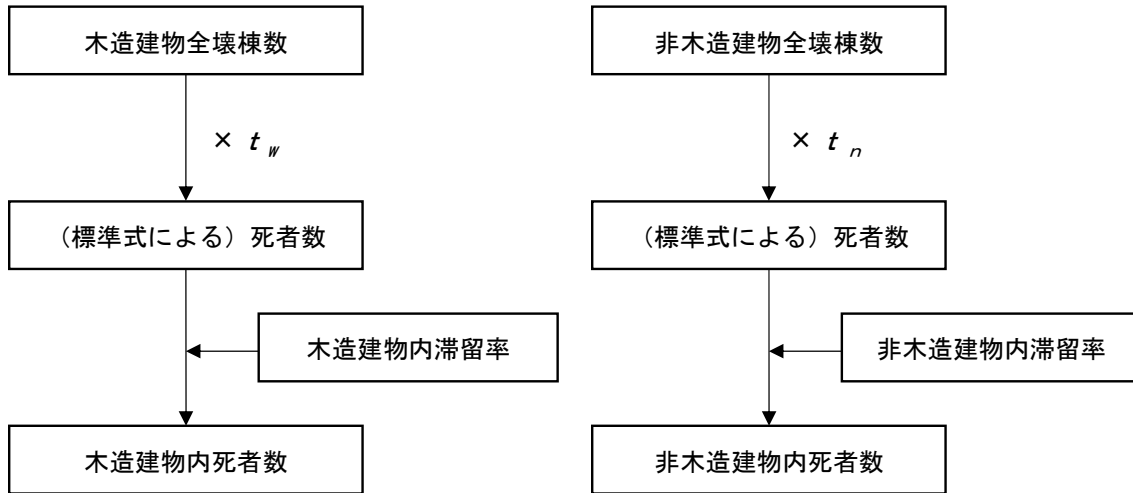 木造建物全壊棟数
× t w
（標準式による）死者数
木造建物内滞留率
木造建物内死者数
非木造建物全壊棟数
× t n
（標準式による）死者数
非木造建物内滞留率
非木造建物内死者数